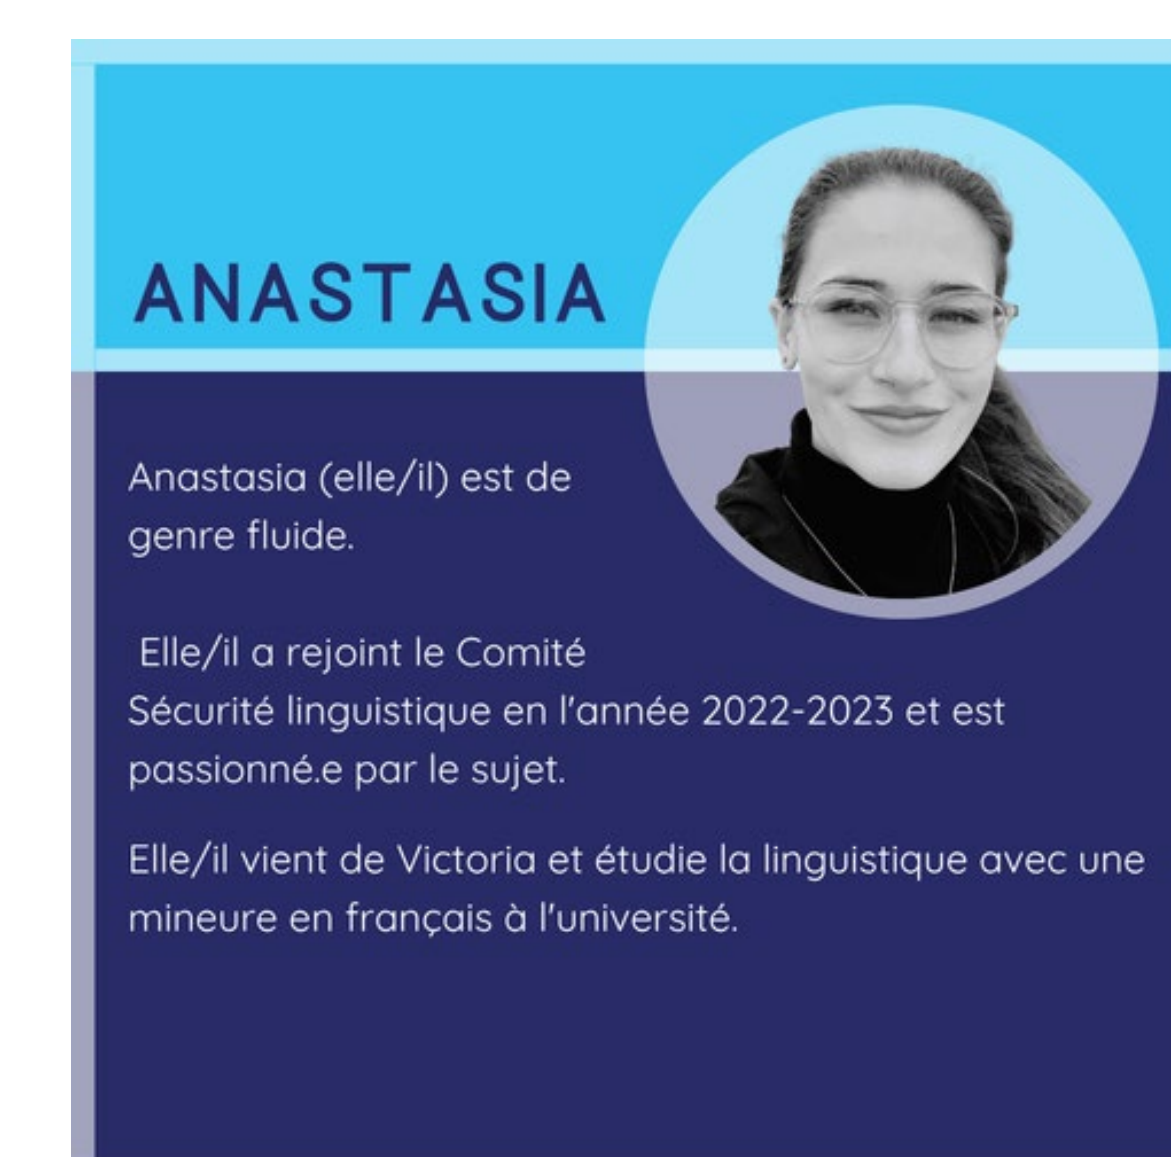 ANASTASIA
Anastasia (elle/il) est de
genre fluide.
Elle/il a rejoint le Comité
Sécurité linguistique en l'année 2022-2023 et est
passionné.e par le sujet.
Elle/il vient de Victoria et étudie la linguistique avec une
mineure en français à l'université.